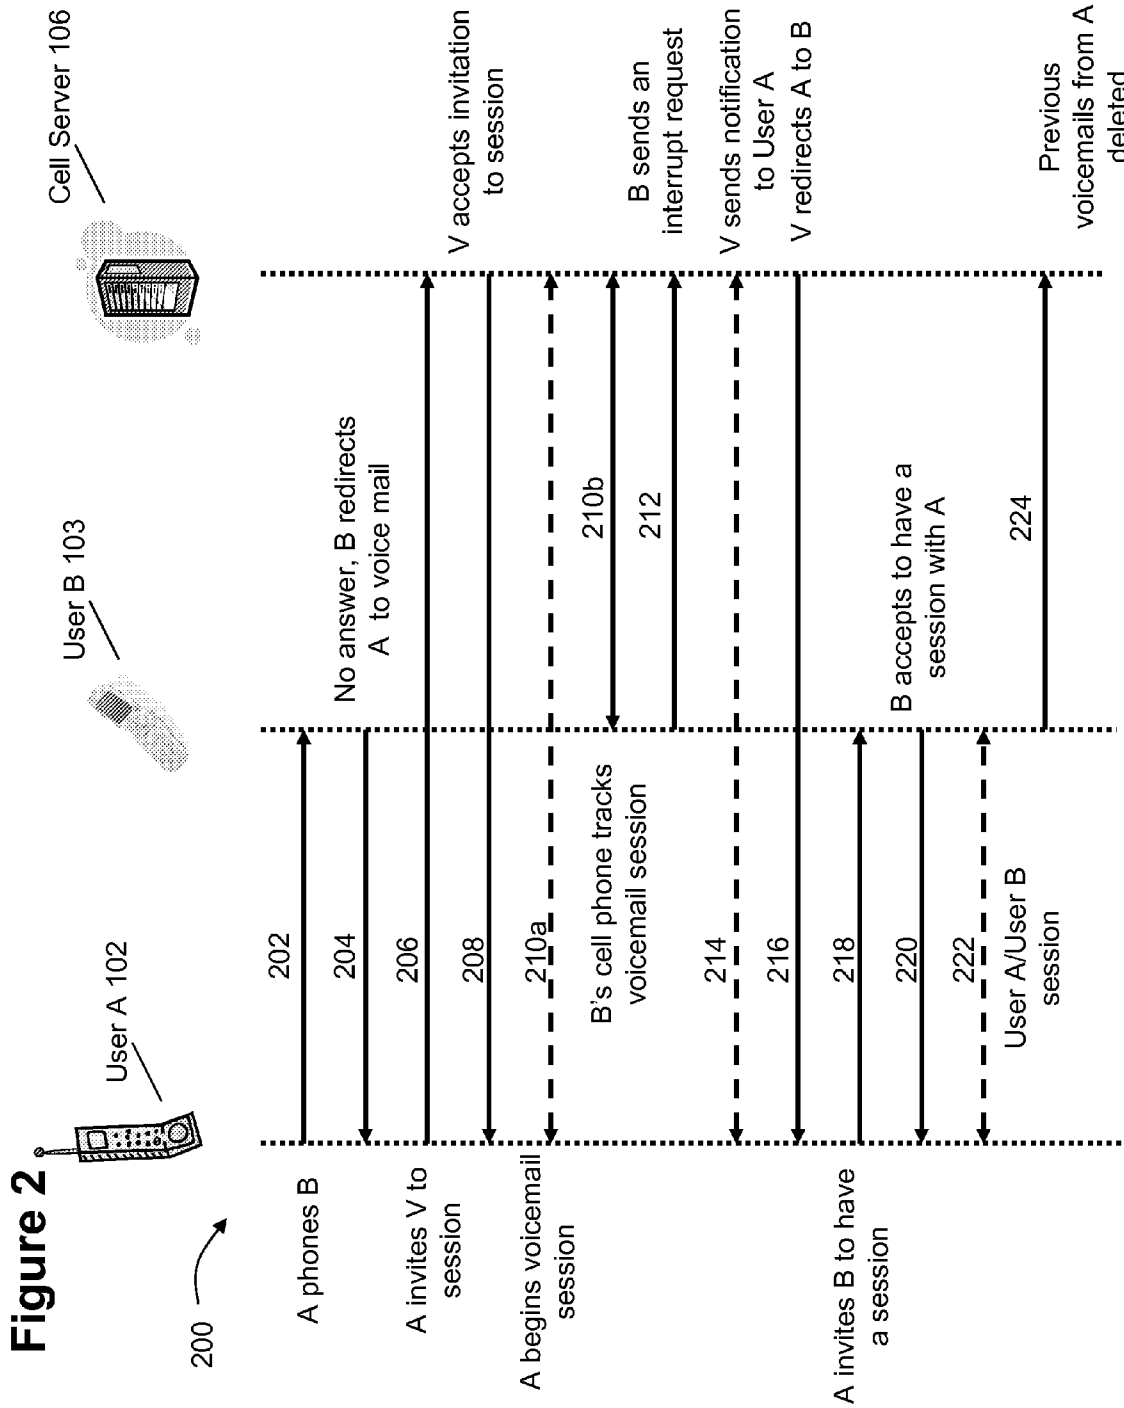 Figure 2
200
User A 102
User B 103
Cell Server 106
A phones B
202
204
No answer, B redirects
A to voice mail
A invites V to
session
206
208
V accepts invitation
to session
A begins voicemail
session
210a
B's cell phone tracks
voicemail session
210b
212
B sends an
interrupt request
214
V sends notification
to User A
216
V redirects A to B
A invites B to have
a session
218
220
B accepts to have a
session with A
222
User A/User B
session
224
Previous
voicemails from A
deleted